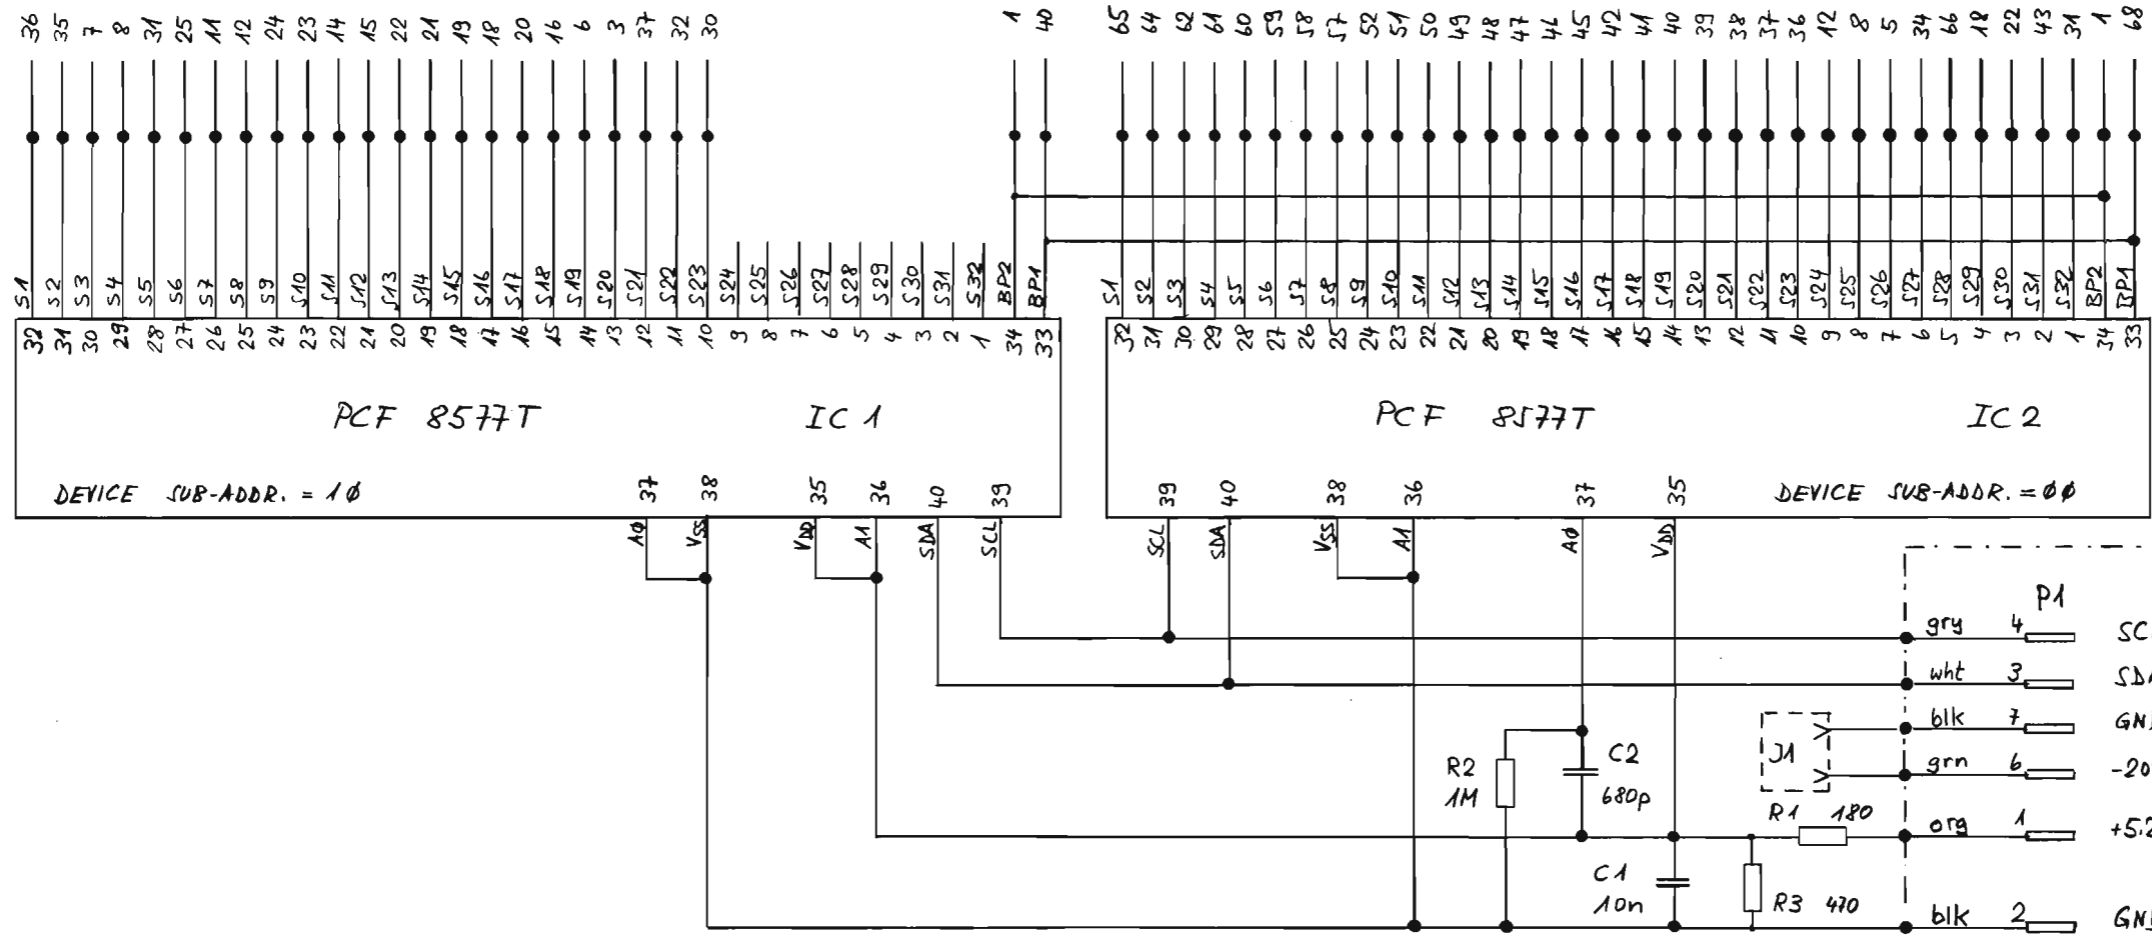 36 35 7 8 31 25 11 12 24 23 14 15 22 21 19 18 20 16 6 3 37 32 30 1 40 65 64 62 61 60 59 58 57 52 51 50 49 48 47 46 45 42 41 40 39 38 37 36 12 8 5 34 66 18 22 43 31 1 68
S1 S2 S3 S4 S5 S6 S7 S8 S9 S10 S11 S12 S13 S14 S15 S16 S17 S18 S19 S20 S21 S22 S23 S24 S25 S26 S27 S28 S29 S30 S31 S32 BP2 BP1 S1 S2 S3 S4 S5 S6 S7 S8 S9 S10 S11 S12 S13 S14 S15 S16 S17 S18 S19 S20 S21 S22 S23 S24 S25 S26 S27 S28 S29 S30 S31 S32 BP2 BP1
32 31 30 29 28 27 26 25 24 23 22 21 20 19 18 17 16 15 14 13 12 11 10 9 8 7 6 5 4 3 2 1 34 33 32 31 30 29 28 27 26 25 24 23 22 21 20 19 18 17 16 15 14 13 12 11 10 9 8 7 6 5 4 3 2 1 34 33
PCF 8577T IC 1 PCF 8577T IC 2
DEVICE SUB-ADDR. = 1Ø 37 38 35 36 40 39 39 40 38 36 37 35 DEVICE SUB-ADDR. = ØØ
AØ VSS VDD A1 SDA SCL SCL SDA VSS A1 AØ VDD
P1
gry 4 SC
wht 3 SDA
blk 7 GN
J1
grn 6 -20
R2 1M
C2 680p
R1 180
org 1 +5.2
C1 10n
R3 470
blk 2 GN